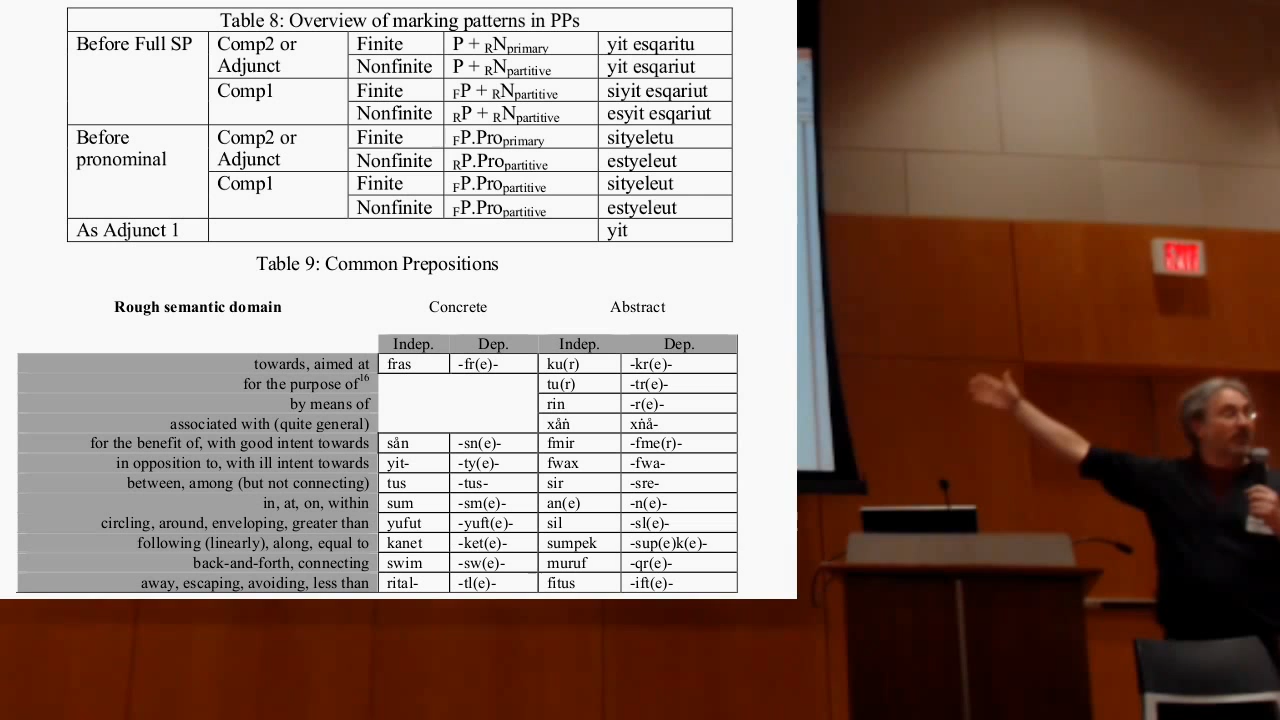 Table 8: Overview of marking patterns in PPs
Before Full SP Comp2 or Adjunct Finite P + RNprimary yit esqaritu
Nonfinite P + RNpartitive yit esqariut
Comp1 Finite FP + RNpartitive siyit esqariut
Nonfinite RP + RNpartitive esyit esqariut
Before pronominal Comp2 or Adjunct Finite FP.Proprimary sityeletu
Nonfinite RP.Propartitive estyeleut
Comp1 Finite FP.Propartitive sityeleut
Nonfinite FP.Propartitive estyeleut
As Adjunct 1 yit
Table 9: Common Prepositions
Rough semantic domain Concrete Abstract
Indep. Dep. Indep. Dep.
towards, aimed at fras -fr(e)- ku(r) -kr(e)-
for the purpose of16 tu(r) -tr(e)-
by means of rin -r(e)-
associated with (quite general) xåṅ xṅå-
for the benefit of, with good intent towards sån -sn(e)- fmir -fme(r)-
in opposition to, with ill intent towards yit- -ty(e)- fwax -fwa-
between, among (but not connecting) tus -tus- sir -sre-
in, at, on, within sum -sm(e)- an(e) -n(e)-
circling, around, enveloping, greater than yufut -yuft(e)- sil -sl(e)-
following (linearly), along, equal to kanet -ket(e)- sumpek -sup(e)k(e)-
back-and-forth, connecting swim -sw(e)- muruf -qr(e)-
away, escaping, avoiding, less than rital- -tl(e)- fitus -ift(e)-
EXIT